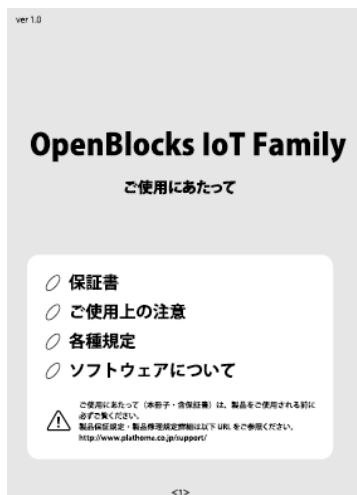 ver 1.0
OpenBlocks IoT Family
ご使用にあたって
保証書
ご使用上の注意
各種規定
ソフトウェアについて
ご使用にあたって（本冊子・含保証書）は、製品をご使用される前に
必ずご覧ください。
製品保証規定・製品修理規定詳細は以下 URL をご参照ください。
http://www.plathome.co.jp/support/
<1>